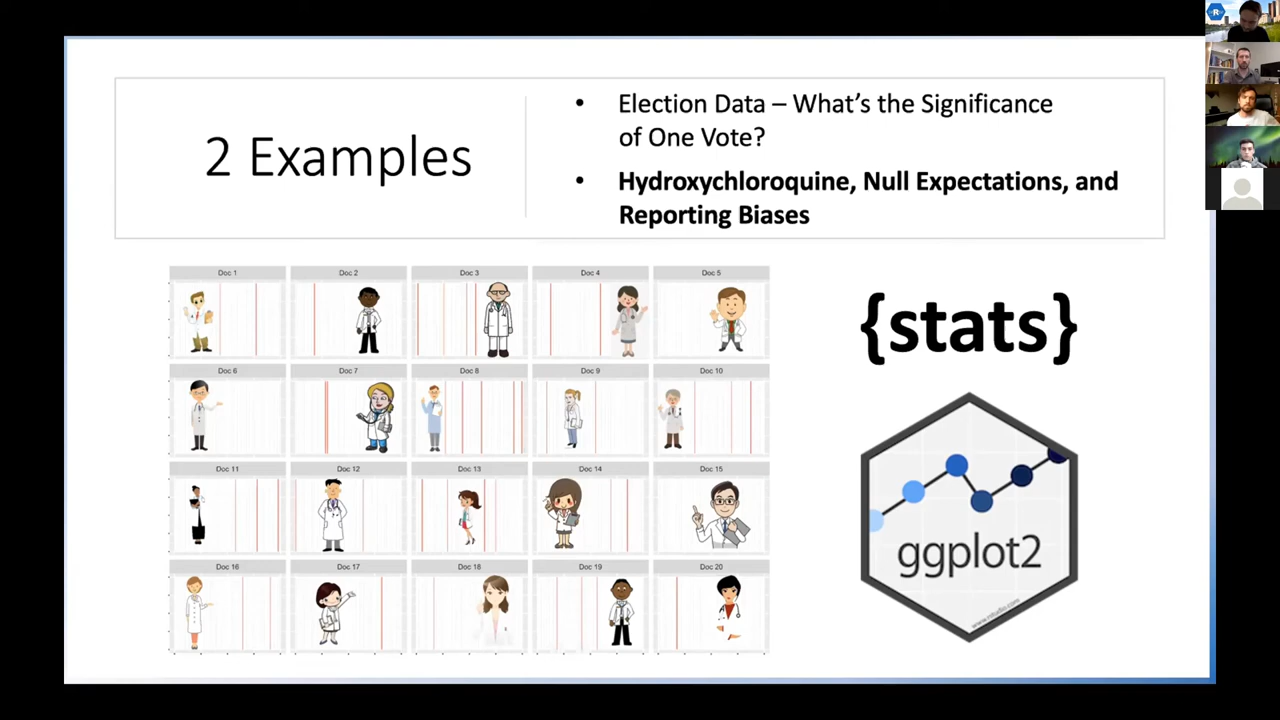 2 Examples
• Election Data – What's the Significance
of One Vote?
• Hydroxychloroquine, Null Expectations, and
Reporting Biases
Doc 1
Doc 2
Doc 3
Doc 4
Doc 5
Doc 6
Doc 7
Doc 8
Doc 9
Doc 10
Doc 11
Doc 12
Doc 13
Doc 14
Doc 15
Doc 16
Doc 17
Doc 18
Doc 19
Doc 20
{stats}
ggplot2
www.rstudio.com
R